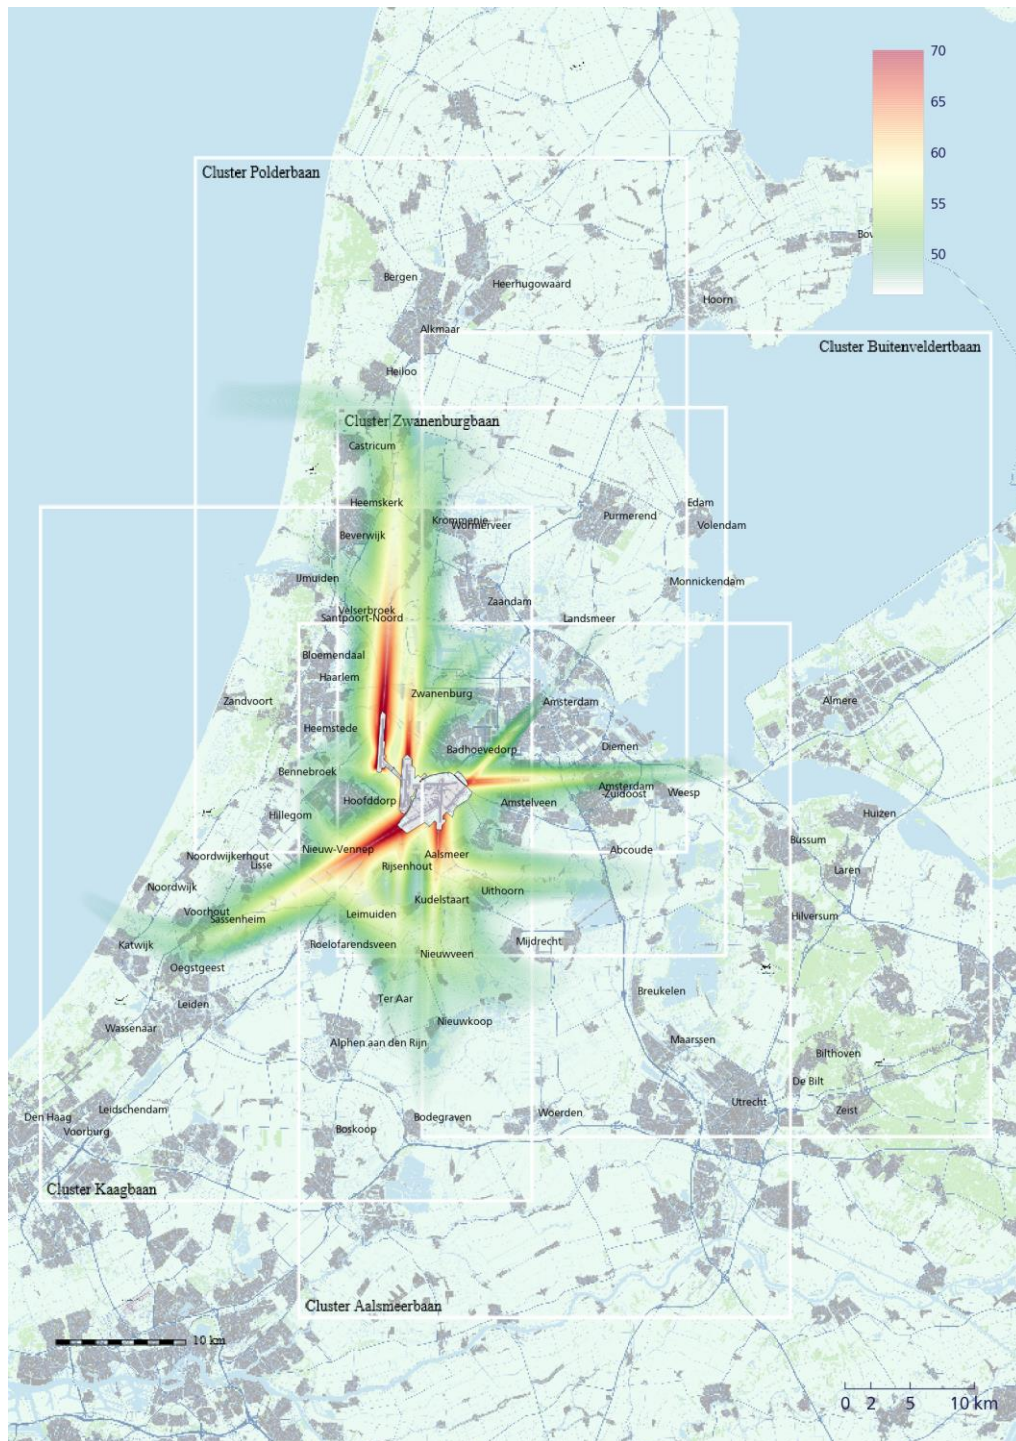 70
65
60
55
50
Cluster Polderbaan
Bov
Bergen
Heerhugowaard
Hoorn
Alkmaar
Cluster Buitenveldertbaan
Heiloo
Cluster Zwanenburgbaan
Castricum
Heemskerk
Edam
Krommenie
Wormerveer
Purmerend
Volendam
Beverwijk
IJmuiden
Monnickendam
Zaandam
Velserbroek
Santpoort-Noord
Landsmeer
Bloemendaal
Haarlem
Zwanenburg
Zandvoort
Amsterdam
Almere
Heemstede
Badhoevedorp
Diemen
Bennebroek
Amsterdam
-Zuidoost
Weesp
Hoofddorp
Amstelveen
Hillegom
Huizen
Bussum
Nieuw-Vennep
Abcoude
Noordwijkerhout
Lisse
Aalsmeer
Rijsenhout
Laren
Noordwijk
Uithoorn
Kudelstaart
Voorhout
Sassenheim
Leimuiden
Hilversum
Katwijk
Roelofarendsveen
Mijdrecht
Nieuwveen
Oegstgeest
Breukelen
Leiden
Ter Aar
Nieuwkoop
Wassenaar
Alphen aan den Rijn
Maarssen
Bilthoven
De Bilt
Utrecht
Zeist
Den Haag
Leidschendam
Voorburg
Boskoop
Bodegraven
Woerden
Cluster Kaagbaan
Cluster Aalsmeerbaan
10 km
0 2 5 10 km